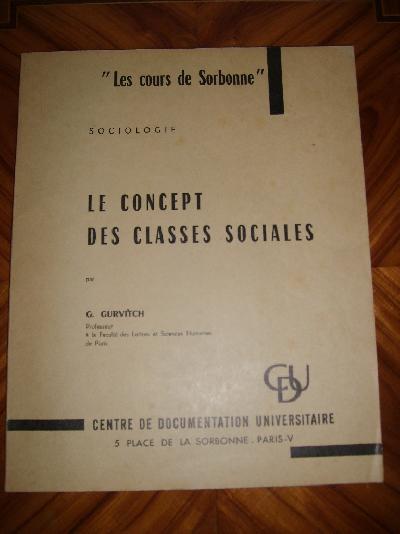 "Les cours de Sorbonne"
SOCIOLOGIE
LE CONCEPT
DES CLASSES SOCIALES
par
G. GURVITCH
Professeur
à la Faculté des Lettres et Sciences Humaines
de Paris
CDU
CENTRE DE DOCUMENTATION UNIVERSITAIRE
5 PLACE DE LA SORBONNE . PARIS-V